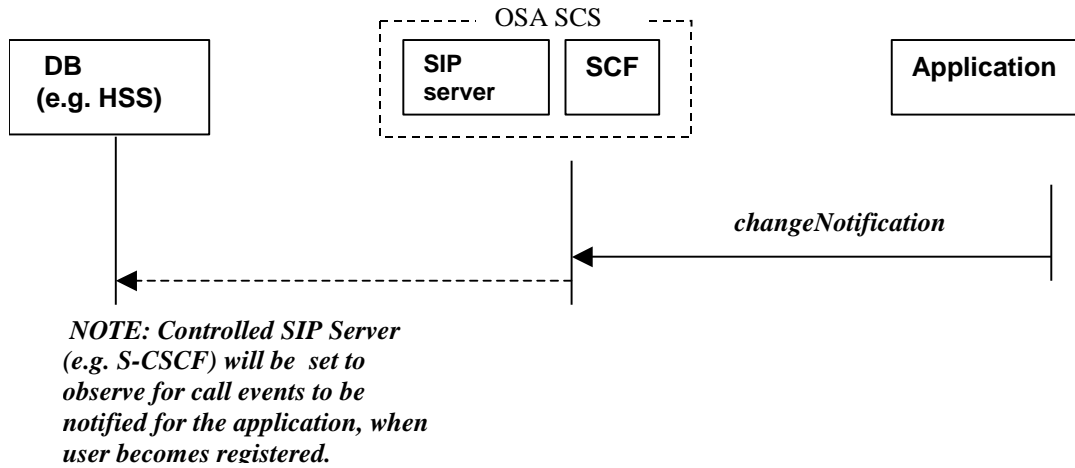 OSA SCS
DB
(e.g. HSS)
SIP
server
SCF
Application
changeNotification
NOTE: Controlled SIP Server
(e.g. S-CSCF) will be set to
observe for call events to be
notified for the application, when
user becomes registered.